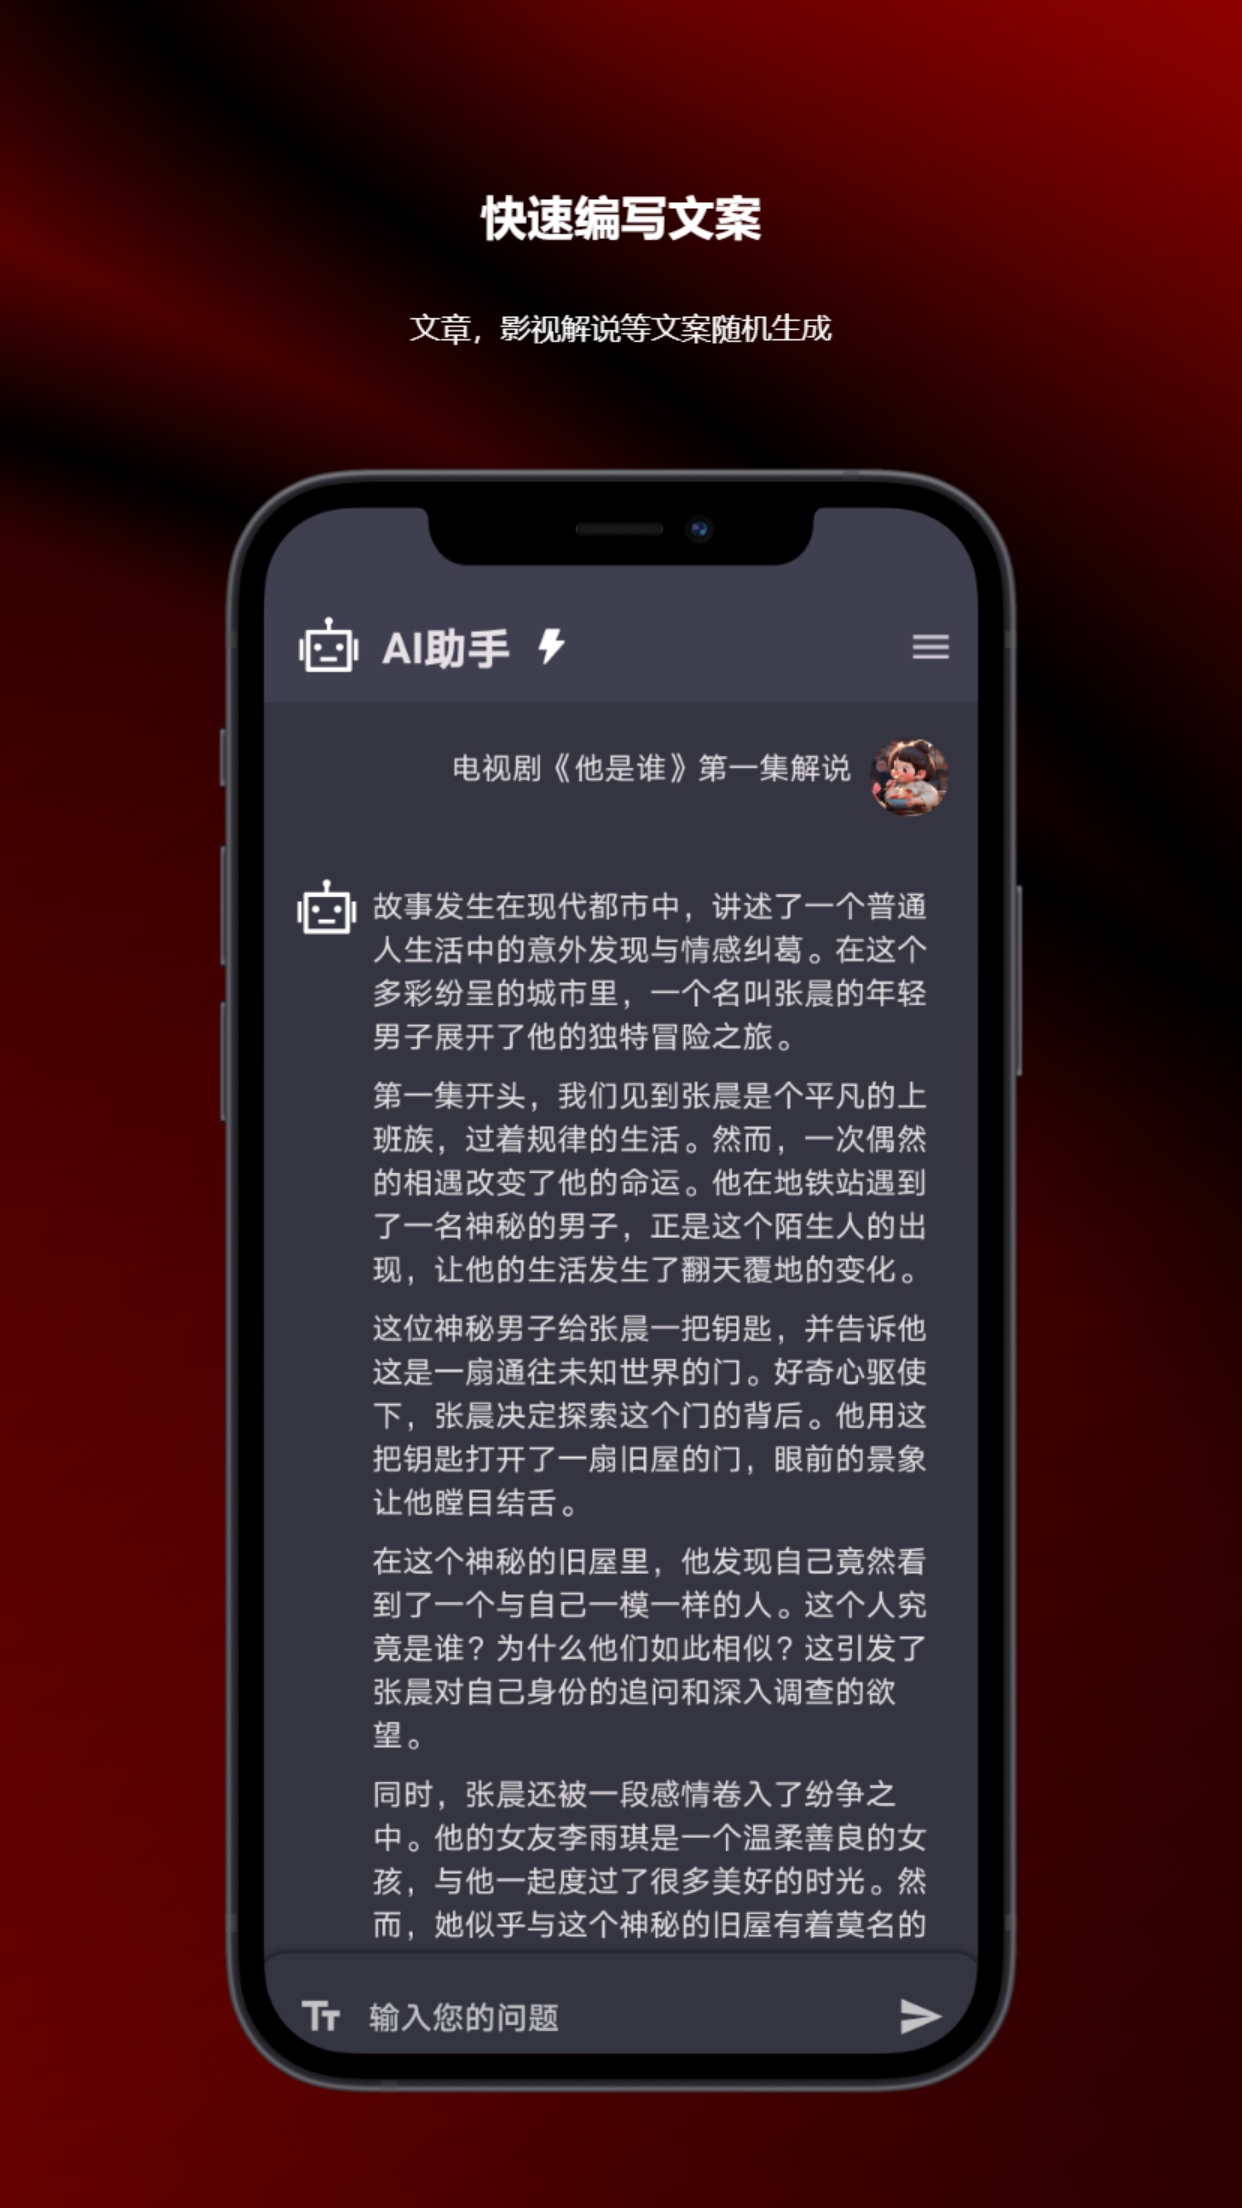 快速编写文案
文章，影视解说等文案随机生成
AI助手
电视剧《他是谁》第一集解说
故事发生在现代都市中，讲述了一个普通
人生活中的意外发现与情感纠葛。在这个
多彩纷呈的城市里，一个名叫张晨的年轻
男子展开了他的独特冒险之旅。
第一集开头，我们见到张晨是个平凡的上
班族，过着规律的生活。然而，一次偶然
的相遇改变了他的命运。他在地铁站遇到
了一名神秘的男子，正是这个陌生人的出
现，让他的生活发生了翻天覆地的变化。
这位神秘男子给张晨一把钥匙，并告诉他
这是一扇通往未知世界的门。好奇心驱使
下，张晨决定探索这个门的背后。他用这
把钥匙打开了一扇旧屋的门，眼前的景象
让他瞠目结舌。
在这个神秘的旧屋里，他发现自己竟然看
到了一个与自己一模一样的人。这个人究
竟是谁？为什么他们如此相似？这引发了
张晨对自己身份的追问和深入调查的欲
望。
同时，张晨还被一段感情卷入了纷争之
中。他的女友李雨琪是一个温柔善良的女
孩，与他一起度过了很多美好的时光。然
而，她似乎与这个神秘的旧屋有着莫名的
TT 输入您的问题